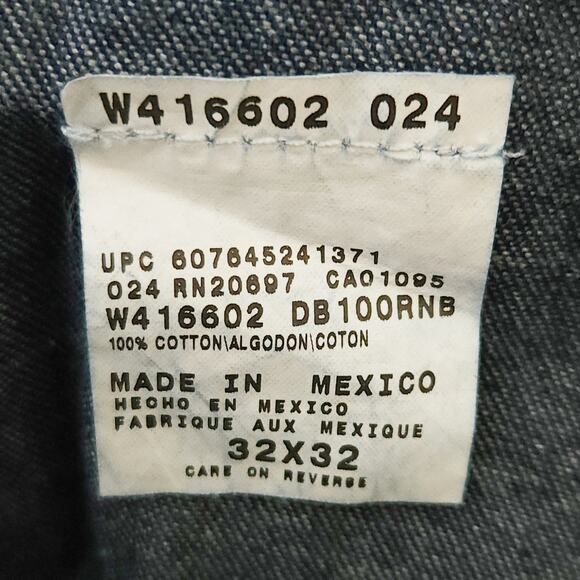 W416602 024
UPC 607645241371
024 RN20697 CA01095
W416602 DB100RNB
100% COTTON\ALGODON\COTON
MADE IN MEXICO
HECHO EN MEXICO
FABRIQUE AUX MEXIQUE
32X32
CARE ON REVERSE